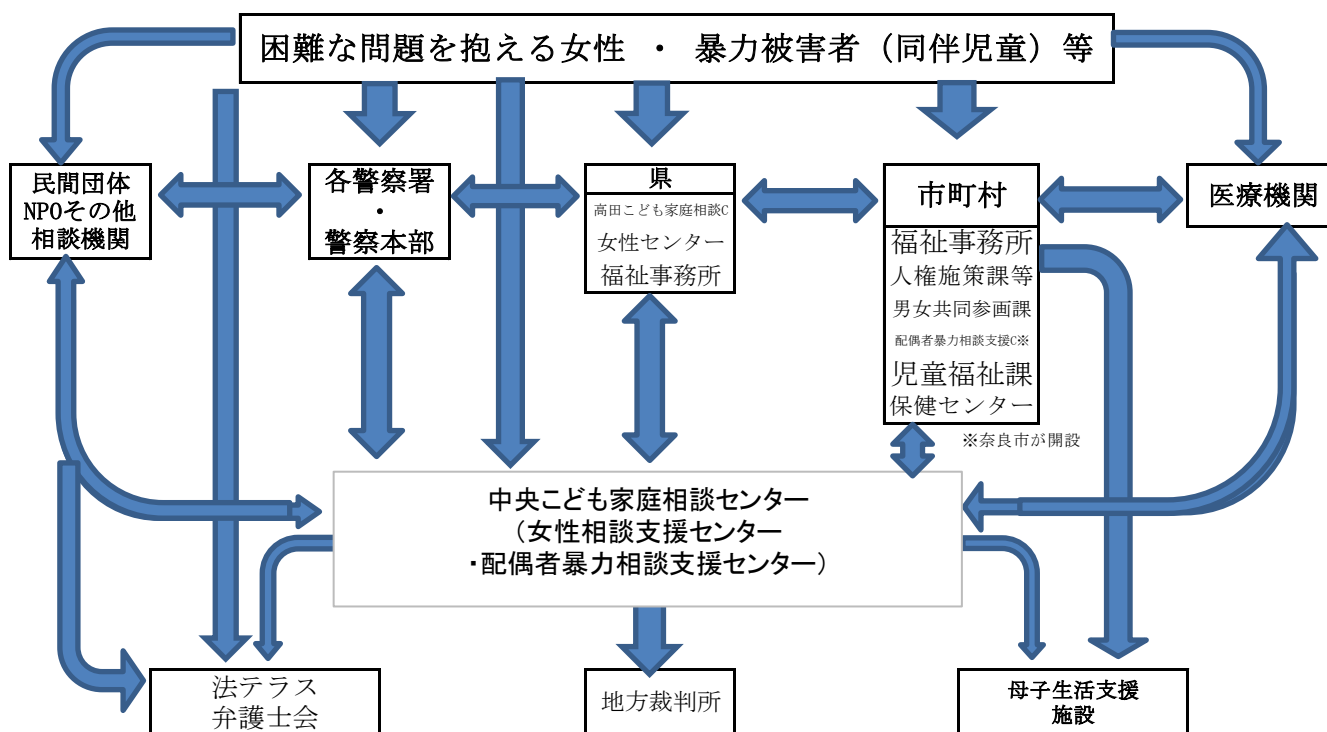 困難な問題を抱える女性 ・ 暴力被害者（同伴児童）等
民間団体
NPOその他
相談機関
各警察署
・
警察本部
県
高田こども家庭相談C
女性センター
福祉事務所
市町村
福祉事務所
人権施策課等
男女共同参画課
配偶者暴力相談支援C※
児童福祉課
保健センター
※奈良市が開設
医療機関
中央こども家庭相談センター
（女性相談支援センター
・配偶者暴力相談支援センター）
法テラス
弁護士会
地方裁判所
母子生活支援
施設